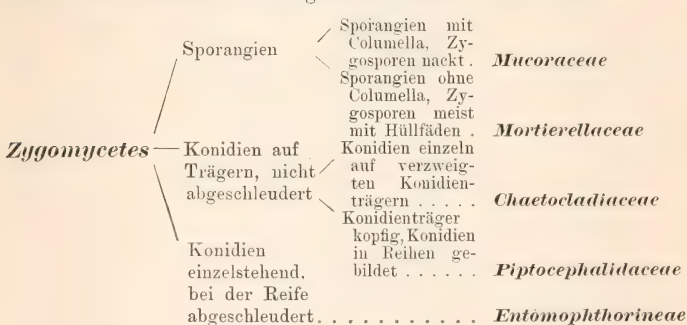 Sporangien mit
Columella, Zy-
gosporen nackt . Mucoraceae
Sporangien
Sporangien ohne
Columella, Zy-
gosporen meist
mit Hüllfäden . Mortierellaceae
Zygomycetes
Konidien auf
Trägern, nicht
abgeschleudert
Konidien einzeln
auf verzweig-
ten Konidien-
trägern . . . . . Chaetocladiaceae
Konidienträger
kopfig, Konidien
in Reihen ge-
bildet . . . . . . Piptocephalidaceae
Konidien
einzelstehend,
bei der Reife
abgeschleudert. . . . . . . . . . . Entomophthorineae